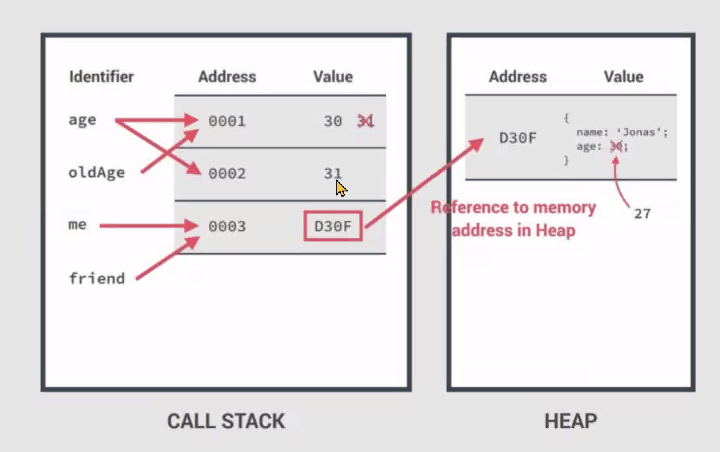 Identifier Address Value
age 0001 30 31
oldAge 0002 31
me 0003 D30F
friend
CALL STACK
Address Value
D30F
{
name: 'Jonas';
age: 30;
}
27
Reference to memory
address in Heap
HEAP